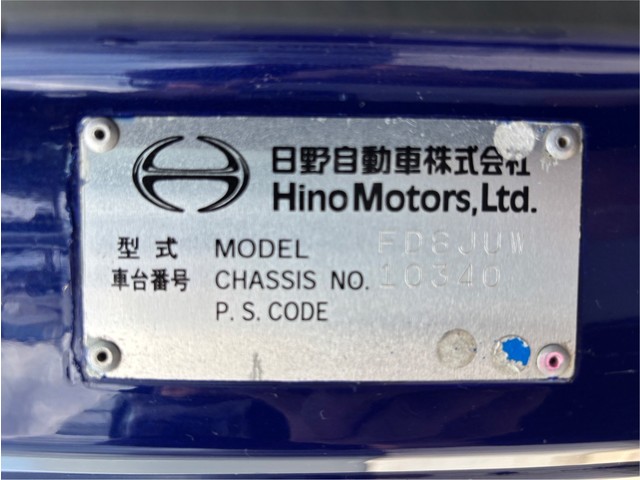 日野自動車株式会社
Hino Motors, Ltd.
型式 MODEL FD8JUW
車台番号 CHASSIS NO. 10340
P. S. CODE